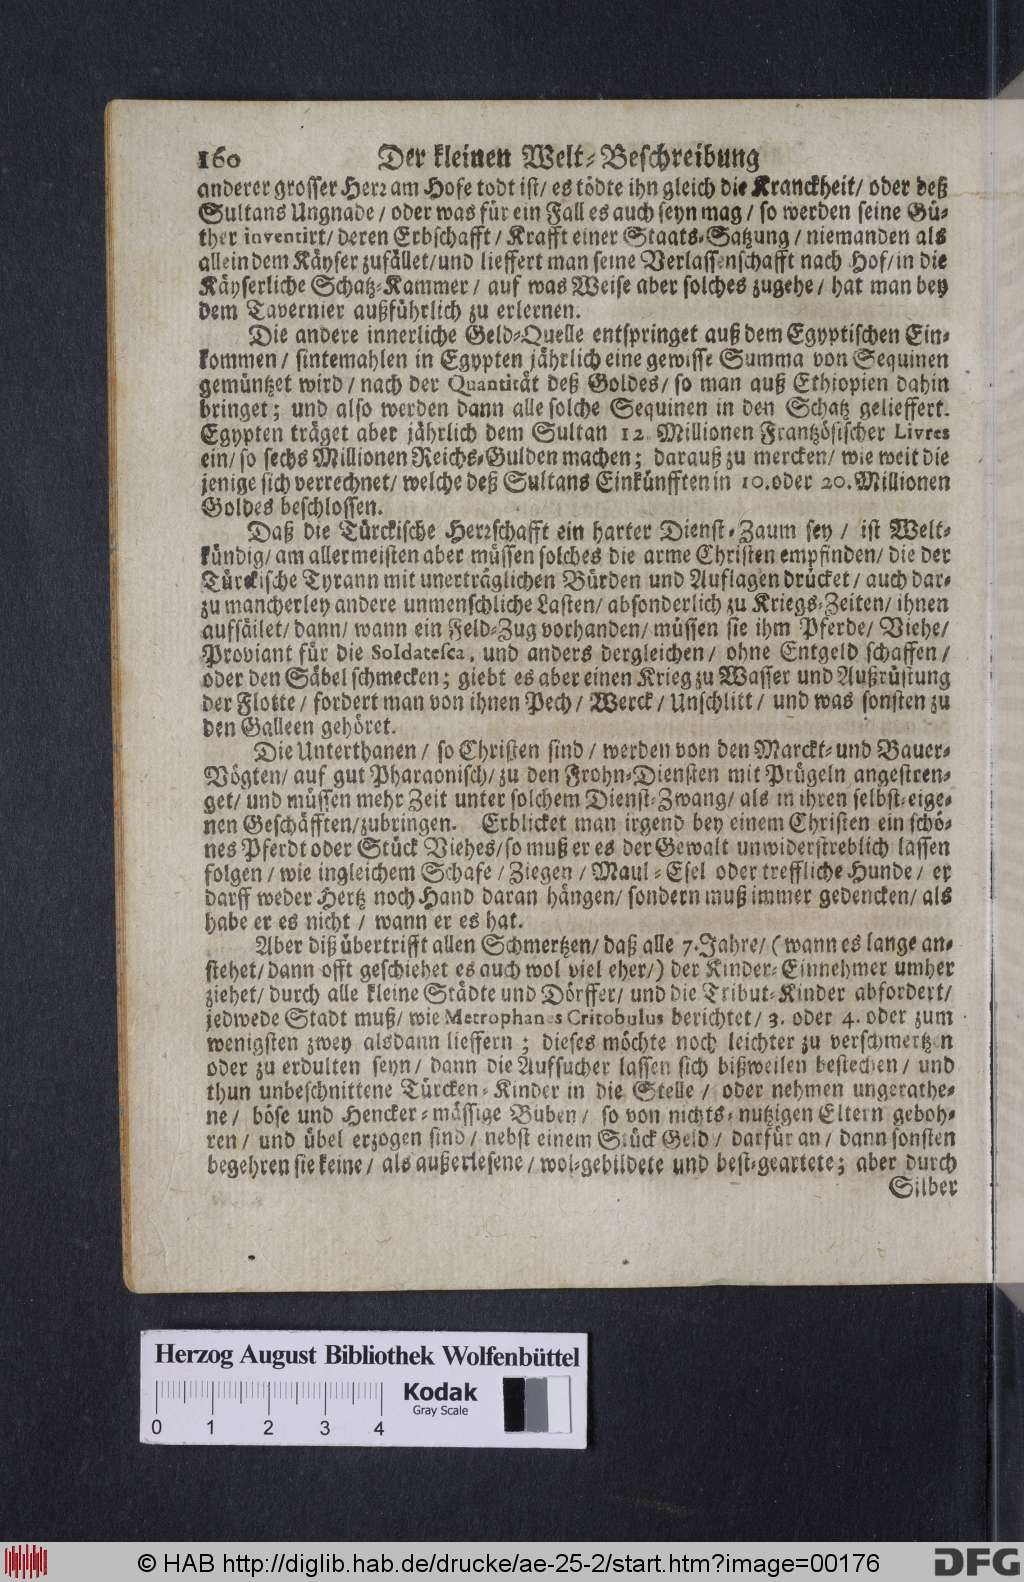 160 Der kleinen Welt-Beschreibung
anderer grosser Herr am Hofe todt ist/ es tödte ihn gleich die Kranckheit/ oder deß
Sultans Ungnade/ oder was für ein Fall es auch seyn mag/ so werden seine Gü-
ther inventirt/ deren Erbschafft/ Krafft einer Staats-Satzung/ niemanden als
allein dem Käyser zufället/ und lieffert man seine Verlassenschafft nach Hof/ in die
Käyserliche Schatz-Kammer/ auf was Weise aber solches zugehe/ hat man bey
dem Tavernier außführlich zu erlernen.
Die andere innerliche Geld-Quelle entspringet auß dem Egyptischen Ein-
kommen/ sintemahlen in Egypten jährlich eine gewisse Summa von Sequinen
gemüntzet wird/ nach der Quantität deß Goldes/ so man auß Ethiopien dahin
bringet; und also werden dann alle solche Sequinen in den Schatz gelieffert.
Egypten träget aber jährlich dem Sultan 12 Millionen Frantzösischer Livres
ein/ so sechs Millionen Reichs-Gulden machen; darauß zu mercken/ wie weit die
jenige sich verrechnet/ welche deß Sultans Einkünfften in 10. oder 20. Millionen
Goldes beschlossen.
Daß die Türckische Herrschafft ein harter Dienst-Zaum sey/ ist Welt-
kündig/ am allermeisten aber müssen solches die arme Christen empfinden/ die der
Türckische Tyrann mit unerträglichen Bürden und Auflagen drücket/ auch dar-
zu mancherley andere unmenschliche Lasten/ absonderlich zu Kriegs-Zeiten/ ihnen
aufsäilet/ dann/ wann ein Feld-Zug vorhanden/ müssen sie ihm Pferde/ Viehe/
Proviant für die Soldatesca, und anders dergleichen/ ohne Entgeld schaffen/
oder den Säbel schmecken; giebt es aber einen Krieg zu Wasser und Außrüstung
der Flotte/ fordert man von ihnen Pech/ Werck/ Unschlitt/ und was sonsten zu
den Galleen gehöret.
Die Unterthanen/ so Christen sind/ werden von den Marckt- und Bauer-
Vögten/ auf gut Pharaonisch/ zu den Frohn-Diensten mit Prügeln angestren-
get/ und müssen mehr Zeit unter solchem Dienst-Zwang/ als in ihren selbst-eige-
nen Geschäfften/ zubringen. Erblicket man irgend bey einem Christen ein schö-
nes Pferdt oder Stück Viehes/ so muß er es der Gewalt unwiderstreblich lassen
folgen/ wie ingleichem Schafe/ Ziegen/ Maul-Esel oder treffliche Hunde/ er
darff weder Hertz noch Hand daran hängen/ sondern muß immer gedencken/ als
habe er es nicht/ wann er es hat.
Aber diß übertrifft allen Schmertzen/ daß alle 7. Jahre/ (wann es lange an-
stehet/ dann offt geschiehet es auch wol viel eher/) der Kinder-Einnehmer umher
ziehet/ durch alle kleine Städte und Dörffer/ und die Tribut-Kinder abfordert/
jedwede Stadt muß/ wie Metrophanes Critobulus berichtet/ 3. oder 4. oder zum
wenigsten zwey alsdann lieffern; dieses möchte noch leichter zu verschmertzen
oder zu erdulten seyn/ dann die Aufsucher lassen sich bißweilen bestechen/ und
thun unbeschnittene Türcken-Kinder in die Stelle/ oder nehmen ungerathe-
ne/ böse und Hencker-mässige Buben/ so von nichts-nutzigen Eltern geboh-
ren/ und übel erzogen sind/ nebst einem Stück Geld/ darfür an/ dann sonsten
begehren sie keine/ als außerlesene/ wol-gebildete und best-geartete; aber durch
Silber
Herzog August Bibliothek Wolfenbüttel
0 1 2 3 4
Kodak
Gray Scale
© HAB http://diglib.hab.de/drucke/ae-25-2/start.htm?image=00176
DFG